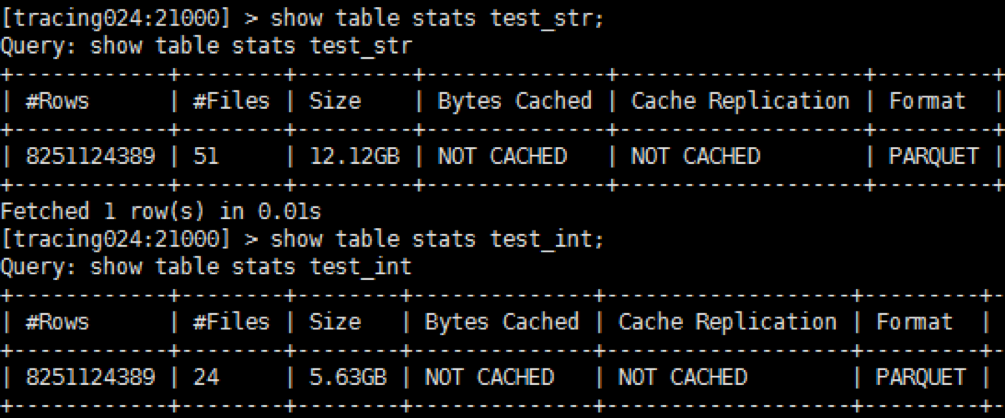 [tracing024:21000] > show table stats test_str;
Query: show table stats test_str
+------------+--------+---------+--------------+-------------------+---------+
| #Rows | #Files | Size | Bytes Cached | Cache Replication | Format |
+------------+--------+---------+--------------+-------------------+---------+
| 8251124389 | 51 | 12.12GB | NOT CACHED | NOT CACHED | PARQUET |
+------------+--------+---------+--------------+-------------------+---------+
Fetched 1 row(s) in 0.01s
[tracing024:21000] > show table stats test_int;
Query: show table stats test_int
+------------+--------+--------+--------------+-------------------+---------+-
| #Rows | #Files | Size | Bytes Cached | Cache Replication | Format |
+------------+--------+--------+--------------+-------------------+---------+-
| 8251124389 | 24 | 5.63GB | NOT CACHED | NOT CACHED | PARQUET |
+------------+--------+--------+--------------+-------------------+---------+-